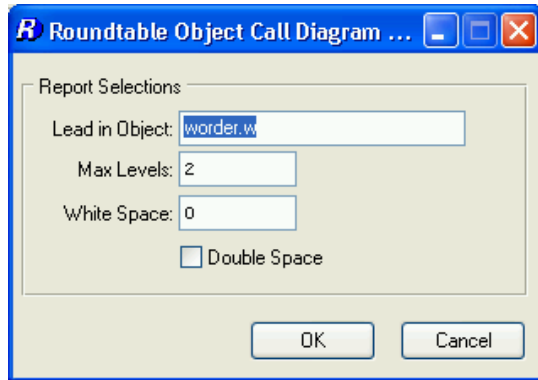 R Roundtable Object Call Diagram ...
Report Selections
Lead in Object: worder.w
Max Levels: 2
White Space: 0
Double Space
OK Cancel